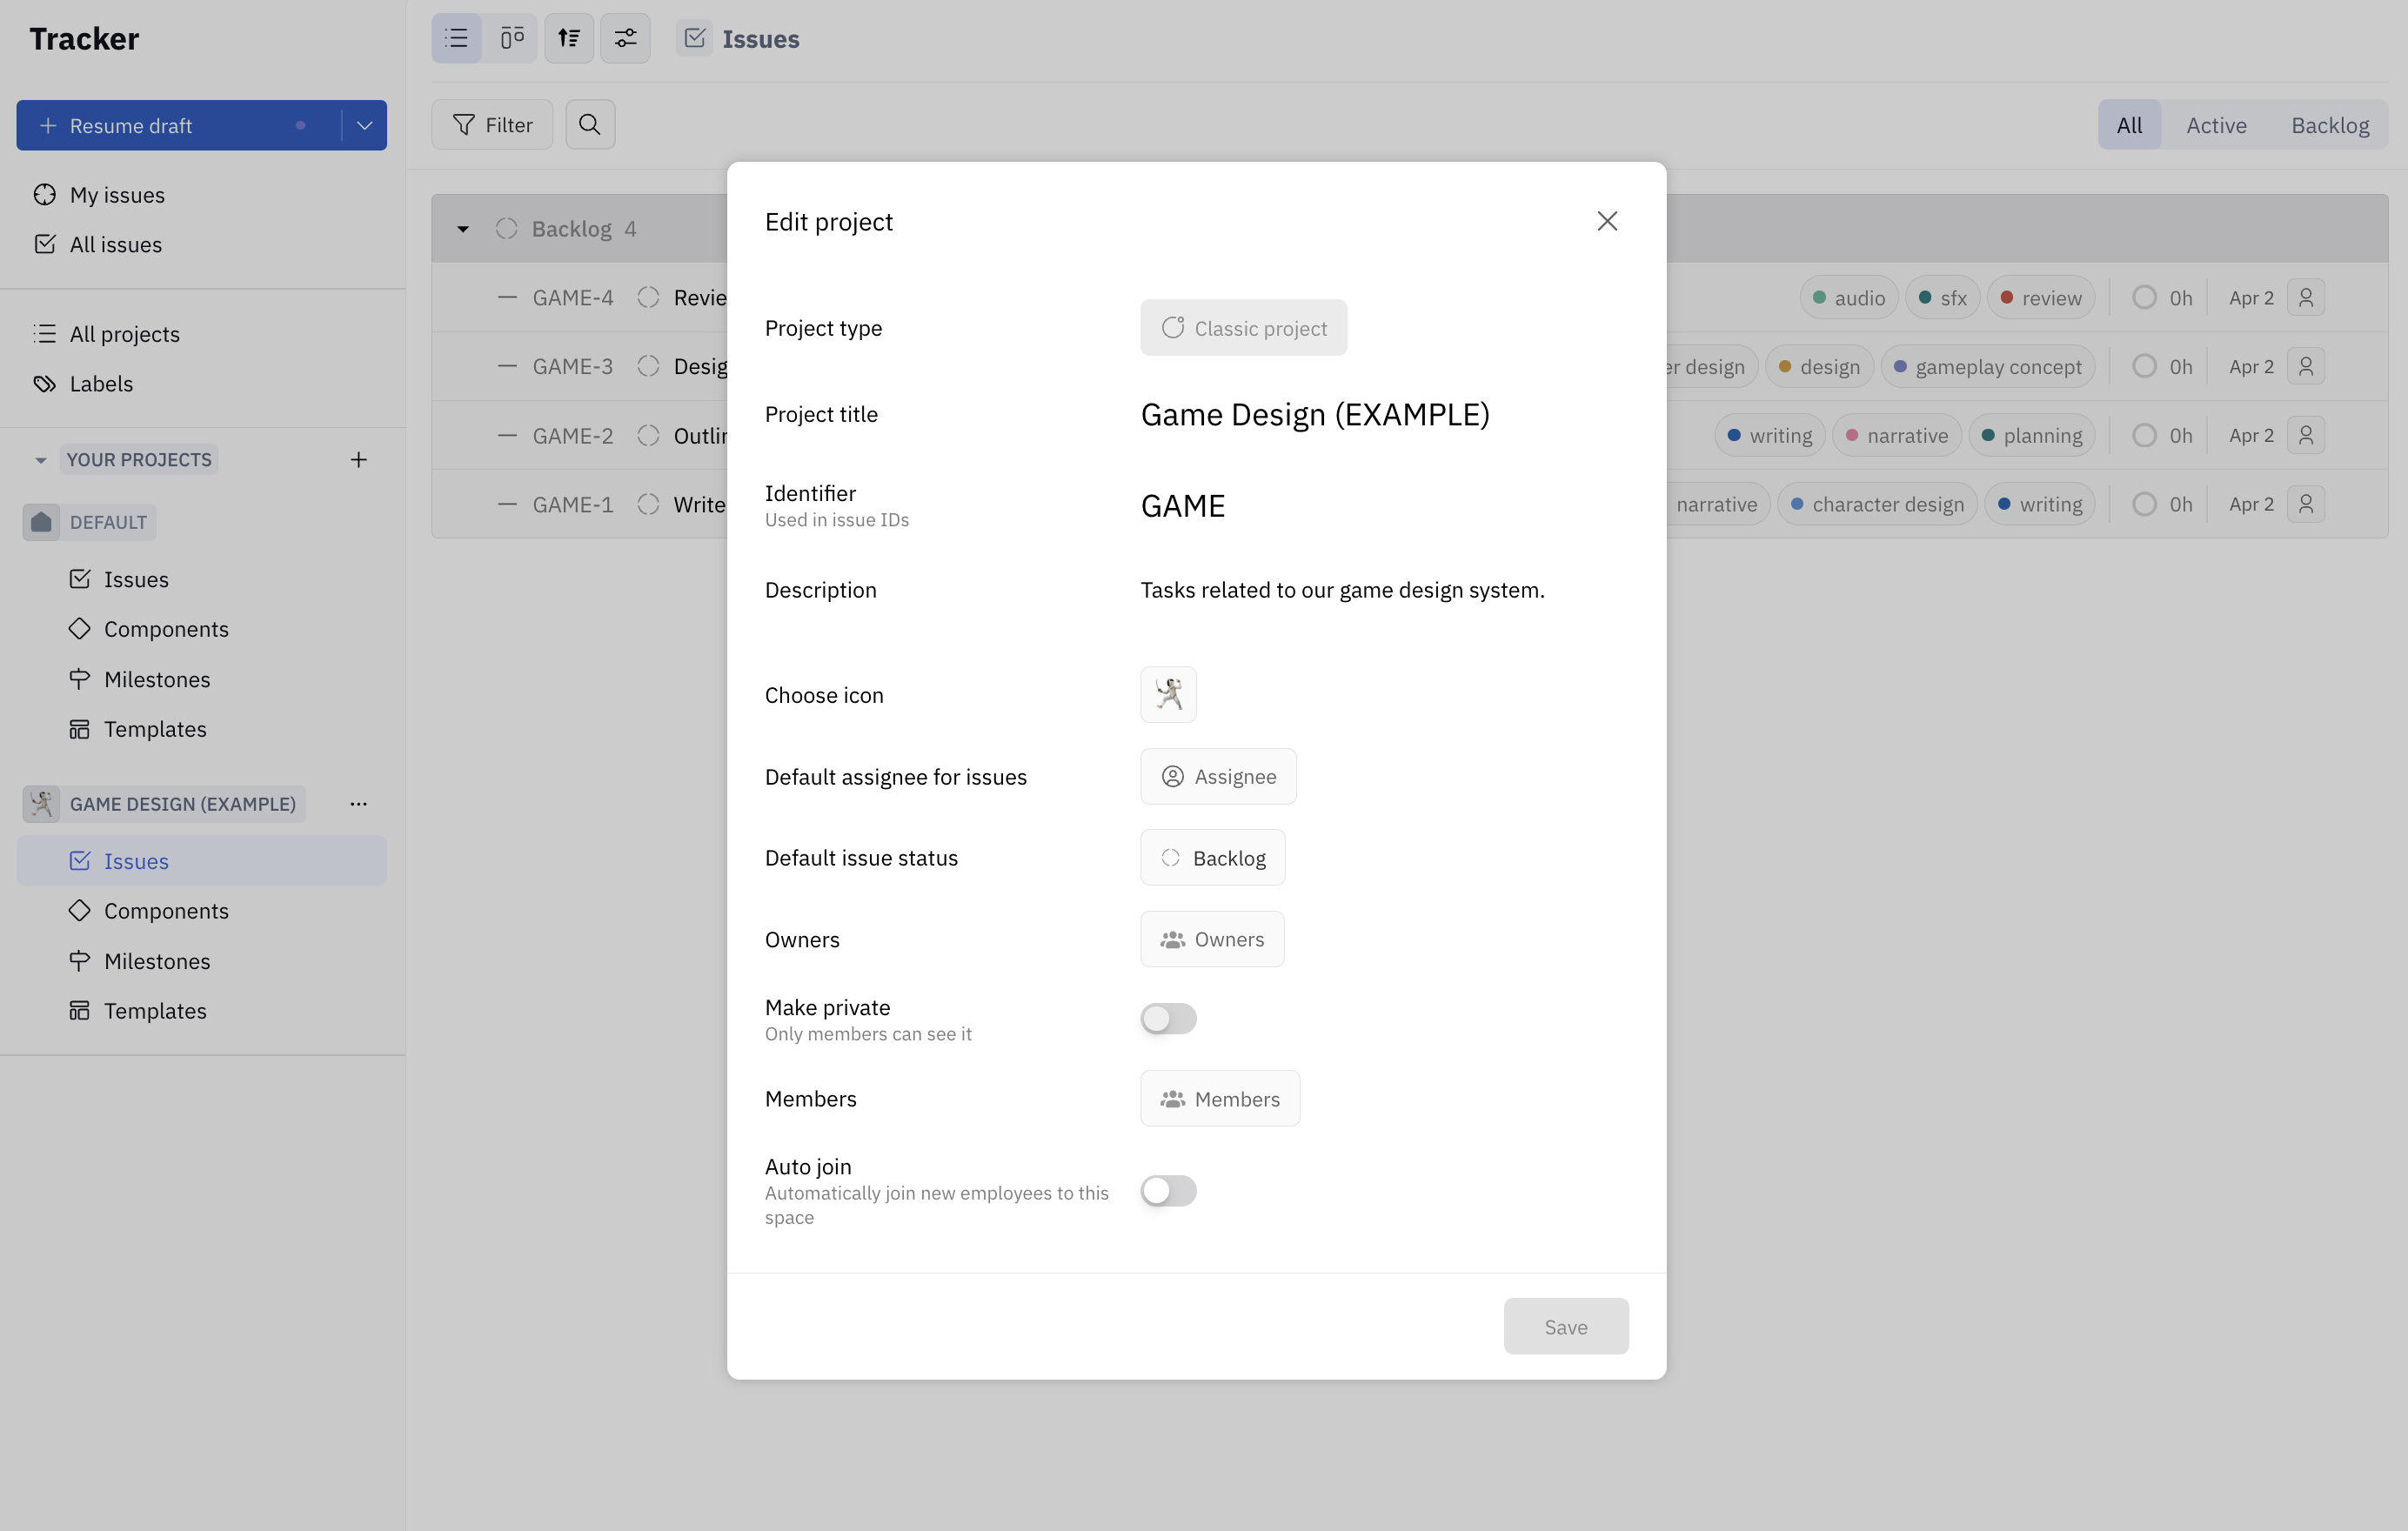 Tracker
Resume draft
My issues
All issues
All projects
Labels
YOUR PROJECTS
DEFAULT
Issues
Components
Milestones
Templates
GAME DESIGN (EXAMPLE)
Issues
Components
Milestones
Templates
Issues
Filter
All Active Backlog
Backlog 4
GAME-4 Revie audio sfx review 0h Apr 2
GAME-3 Desig er design design gameplay concept 0h Apr 2
GAME-2 Outlin writing narrative planning 0h Apr 2
GAME-1 Write narrative character design writing 0h Apr 2
Edit project
Project type Classic project
Project title Game Design (EXAMPLE)
Identifier GAME
Used in issue IDs
Description Tasks related to our game design system.
Choose icon
Default assignee for issues Assignee
Default issue status Backlog
Owners Owners
Make private
Only members can see it
Members Members
Auto join
Automatically join new employees to this
space
Save